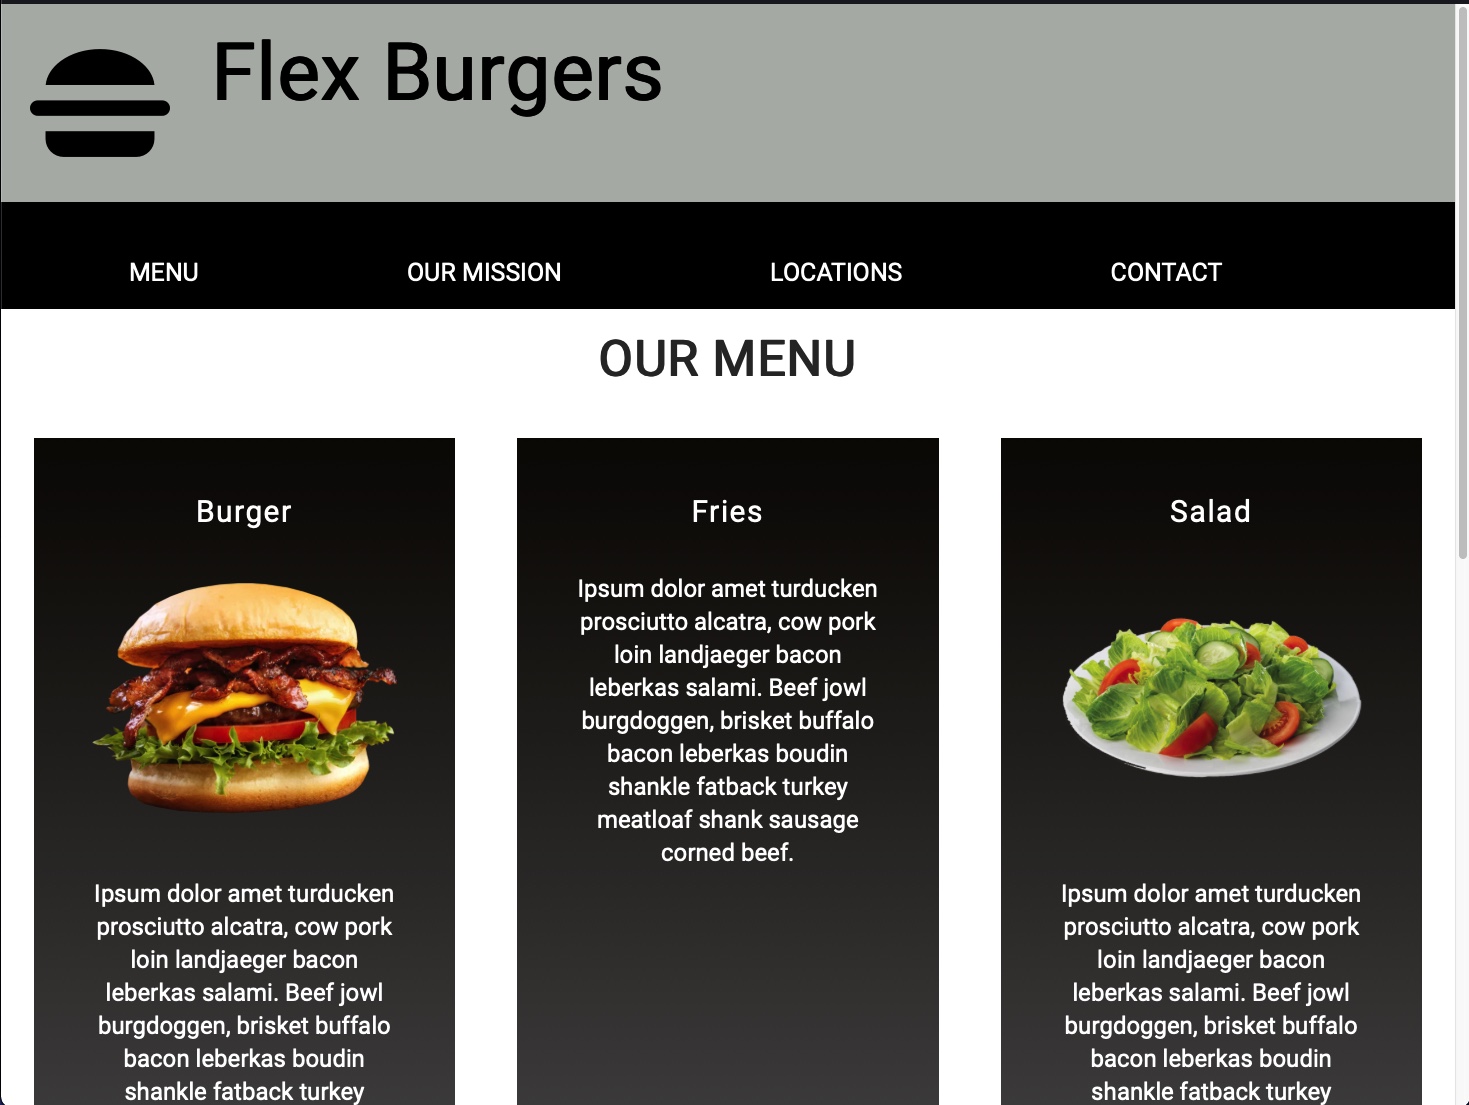 Flex Burgers
MENU
OUR MISSION
LOCATIONS
CONTACT
OUR MENU
Burger
Ipsum dolor amet turducken
prosciutto alcatra, cow pork
loin landjaeger bacon
leberkas salami. Beef jowl
burgdoggen, brisket buffalo
bacon leberkas boudin
shankle fatback turkey
Fries
Ipsum dolor amet turducken
prosciutto alcatra, cow pork
loin landjaeger bacon
leberkas salami. Beef jowl
burgdoggen, brisket buffalo
bacon leberkas boudin
shankle fatback turkey
meatloaf shank sausage
corned beef.
Salad
Ipsum dolor amet turducken
prosciutto alcatra, cow pork
loin landjaeger bacon
leberkas salami. Beef jowl
burgdoggen, brisket buffalo
bacon leberkas boudin
shankle fatback turkey